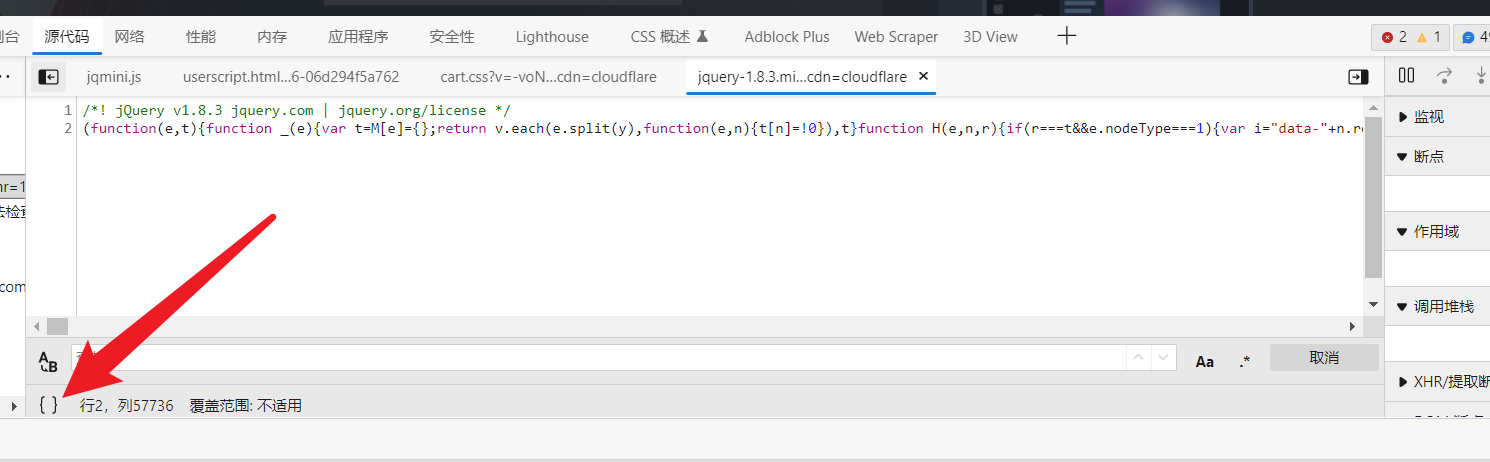 制台 源代码 网络 性能 内存 应用程序 安全性 Lighthouse CSS 概述 Adblock Plus Web Scraper 3D View 2 1 49
jqmini.js userscript.html...6-06d294f5a762 cart.css?v=-voN...cdn=cloudflare jquery-1.8.3.mi...cdn=cloudflare ×
1 /*! jQuery v1.8.3 jquery.com | jquery.org/license */
2 (function(e,t){function _(e){var t=M[e]={};return v.each(e.split(y),function(e,n){t[n]=!0}),t}function H(e,n,r){if(r===t&&e.nodeType===1){var i="data-"+n.re
监视
断点
nr=1
法检查
作用域
com
调用堆栈
Aa .* 取消
XHR/提取断
{ } 行2，列57736 覆盖范围: 不适用